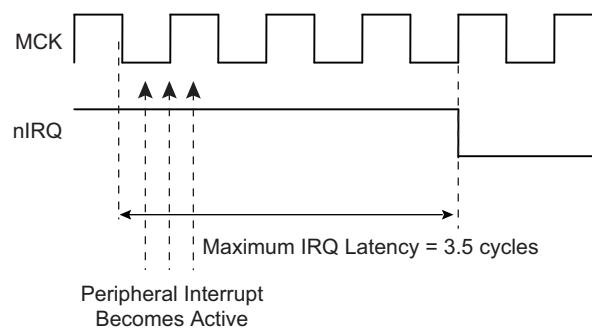 MCK
nIRQ
Maximum IRQ Latency = 3.5 cycles
Peripheral Interrupt
Becomes Active